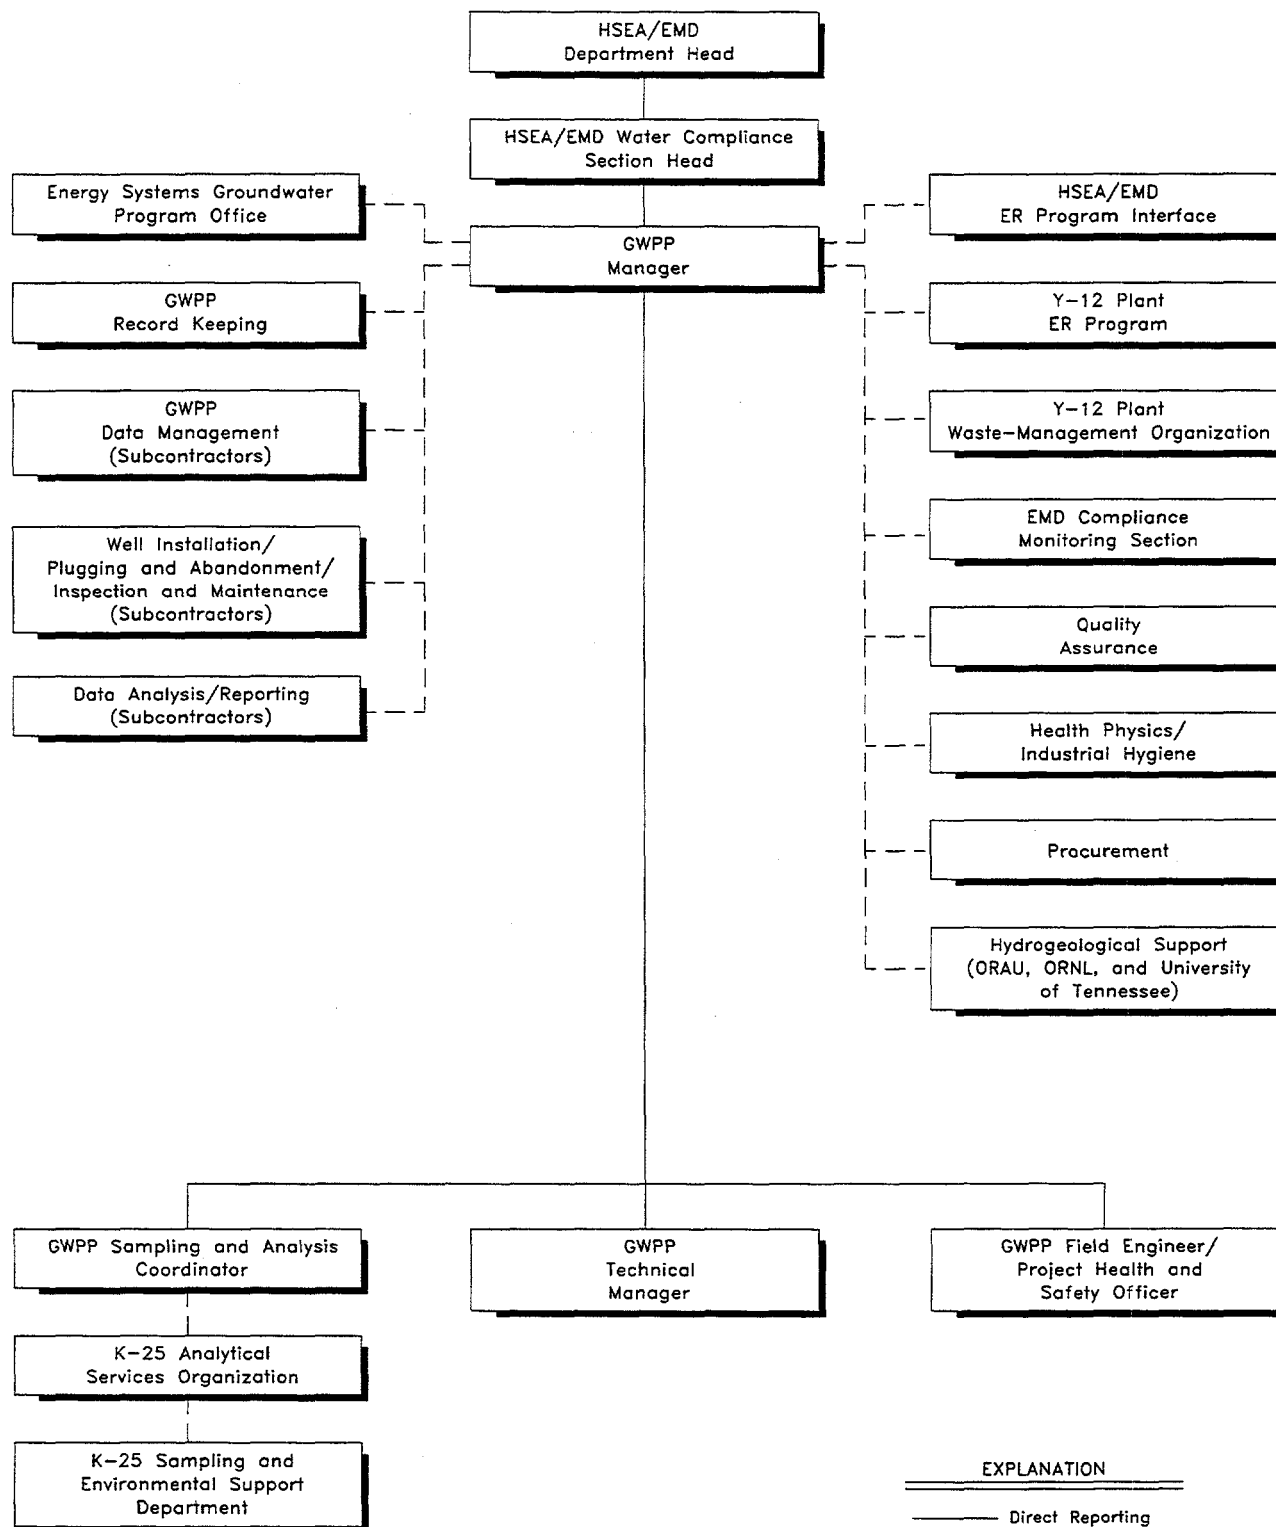 HSEA/EMD
Department Head
HSEA/EMD Water Compliance
Section Head
Energy Systems Groundwater
Program Office
GWPP
Manager
HSEA/EMD
ER Program Interface
GWPP
Record Keeping
Y-12 Plant
ER Program
GWPP
Data Management
(Subcontractors)
Y-12 Plant
Waste-Management Organization
Well Installation/
Plugging and Abandonment/
Inspection and Maintenance
(Subcontractors)
EMD Compliance
Monitoring Section
Data Analysis/Reporting
(Subcontractors)
Quality
Assurance
Health Physics/
Industrial Hygiene
Procurement
Hydrogeological Support
(ORAU, ORNL, and University
of Tennessee)
GWPP Sampling and Analysis
Coordinator
GWPP
Technical
Manager
GWPP Field Engineer/
Project Health and
Safety Officer
K-25 Analytical
Services Organization
K-25 Sampling and
Environmental Support
Department
EXPLANATION
Direct Reporting